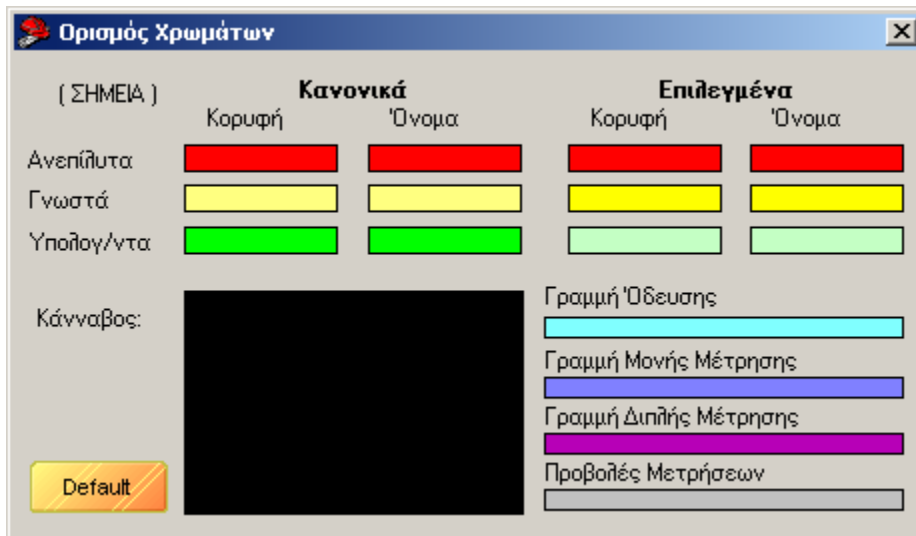 Ορισμός Χρωμάτων
( ΣΗΜΕΙΑ ) Κανονικά Επιλεγμένα
Κορυφή Όνομα Κορυφή Όνομα
Ανεπίλυτα
Γνωστά
Υπολογ/ντα
Κάνναβος:
Γραμμή Όδευσης
Γραμμή Μονής Μέτρησης
Γραμμή Διπλής Μέτρησης
Προβολές Μετρήσεων
Default